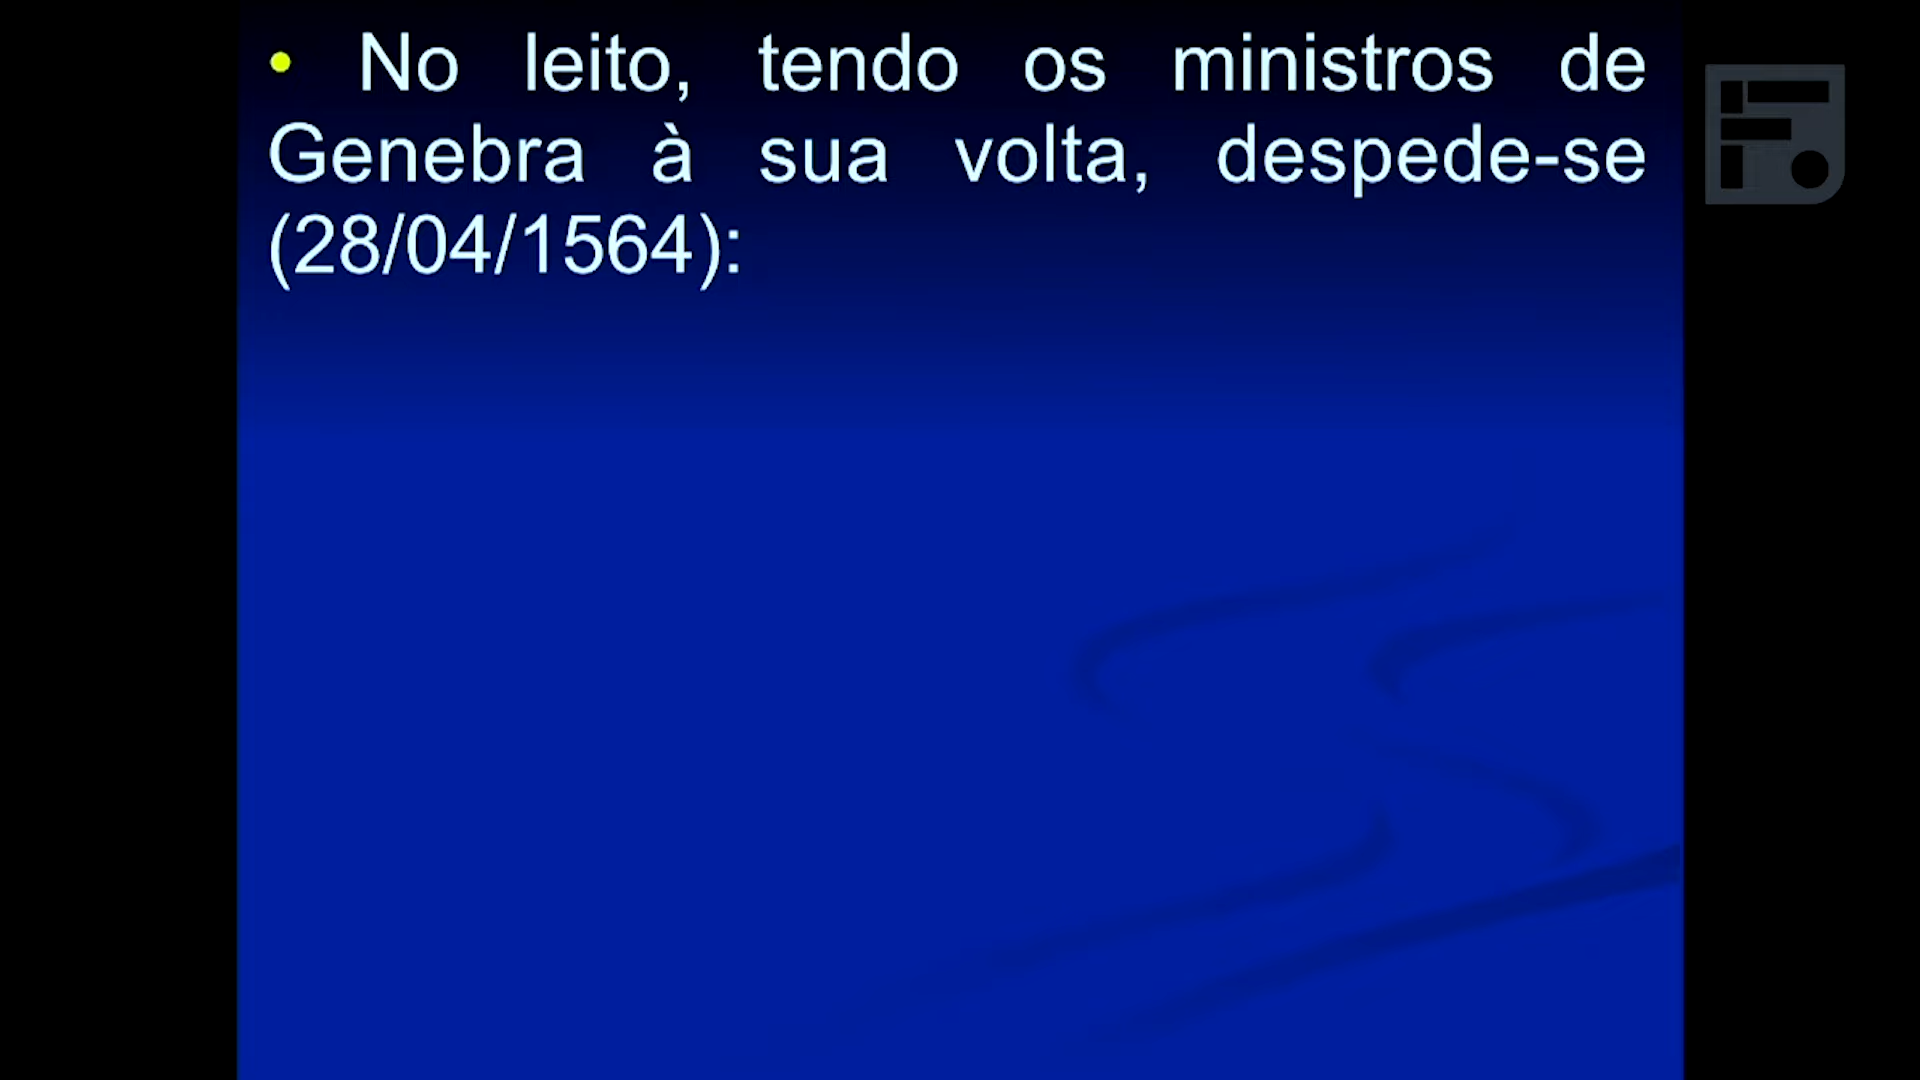 • No leito, tendo os ministros de
Genebra à sua volta, despede-se
(28/04/1564):